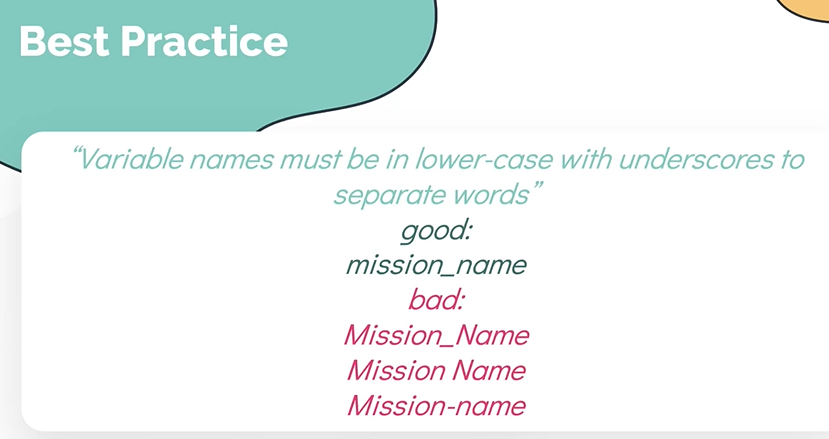 Best Practice
“Variable names must be in lower-case with underscores to
separate words”
good:
mission_name
bad:
Mission_Name
Mission Name
Mission-name